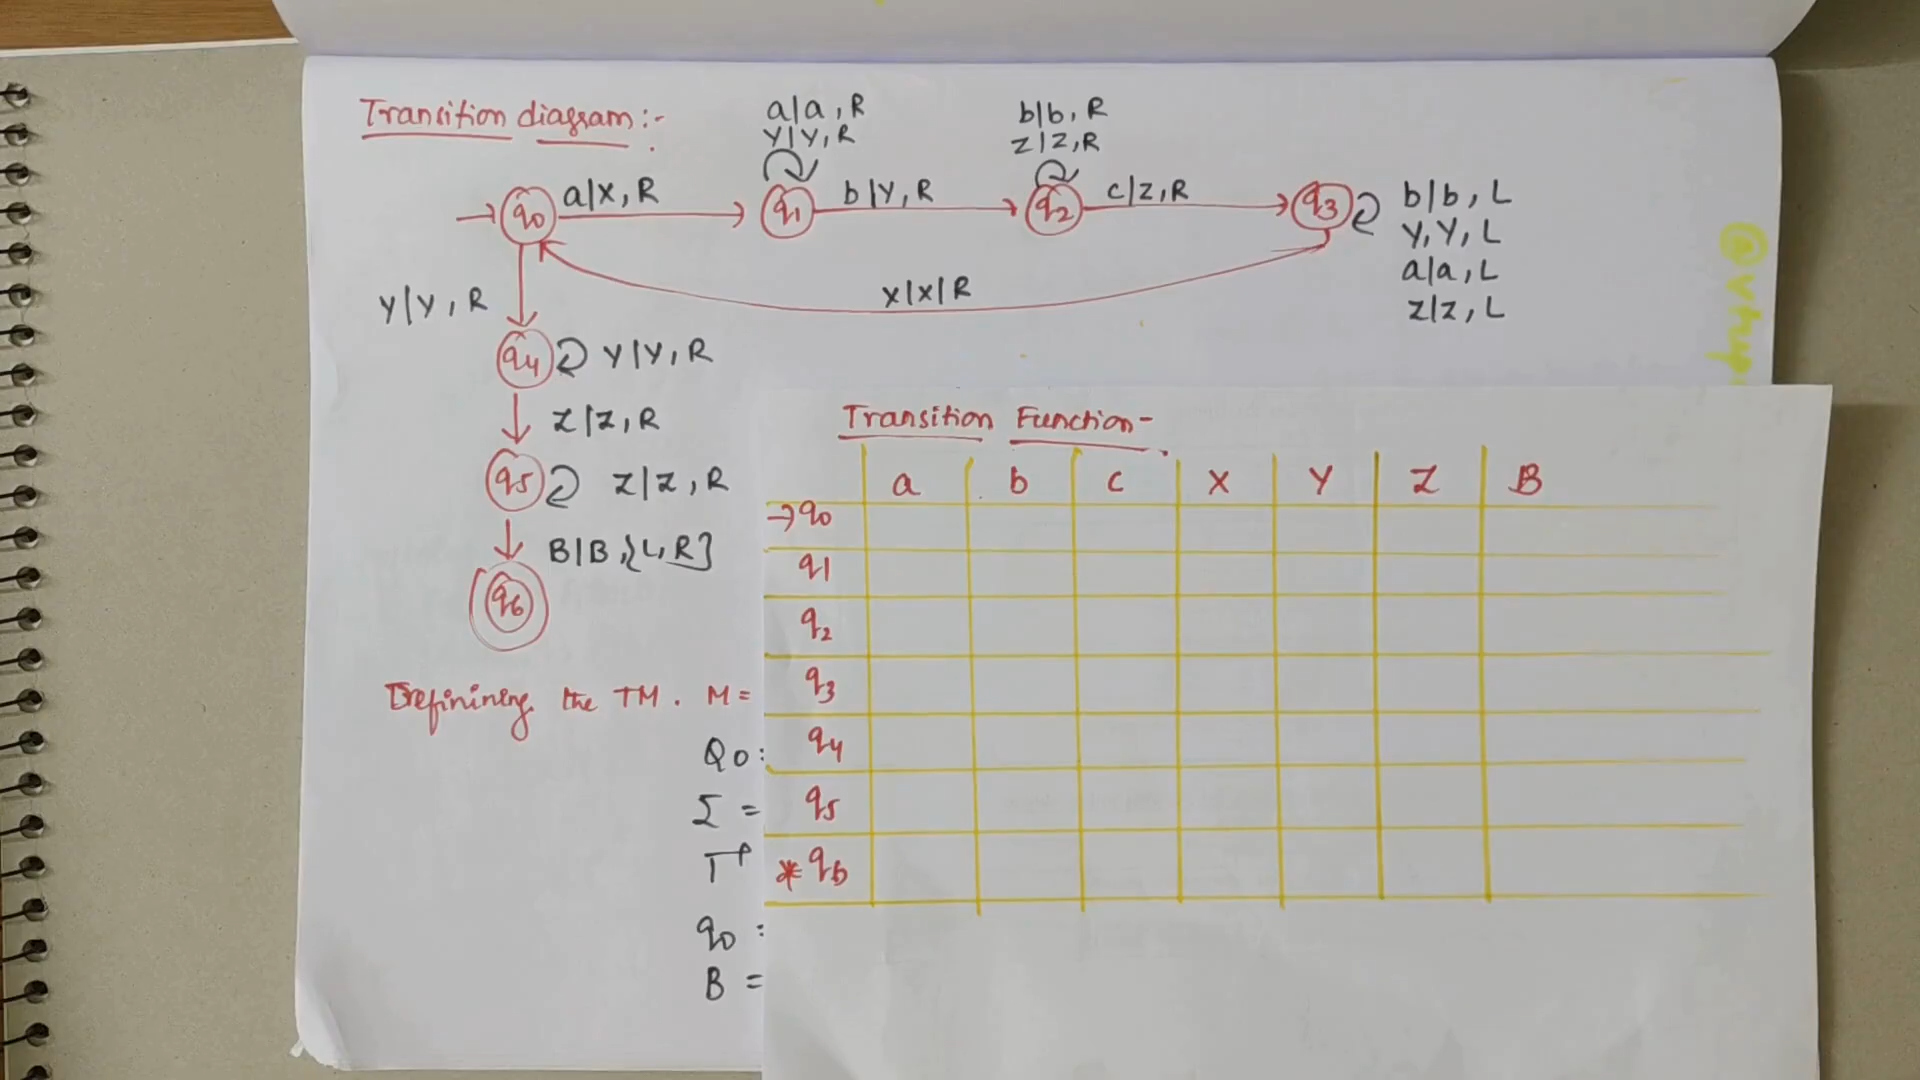 Transition diagram:-
a|a, R
Y|Y, R
b|b, R
Z|Z, R
q0
a|X, R
q1
b|Y, R
q2
c|Z, R
q3
b|b, L
Y, Y, L
a|a, L
Z|Z, L
X|X|R
Y|Y, R
q4
Y|Y, R
Z|Z, R
q5
Z|Z, R
B|B, {L, R}
q6
Defining the TM. M =
Q0:
Σ =
q0 :
B =
Transition Function-
a b c X Y Z B
→q0
q1
q2
q3
q4
q5
*q6